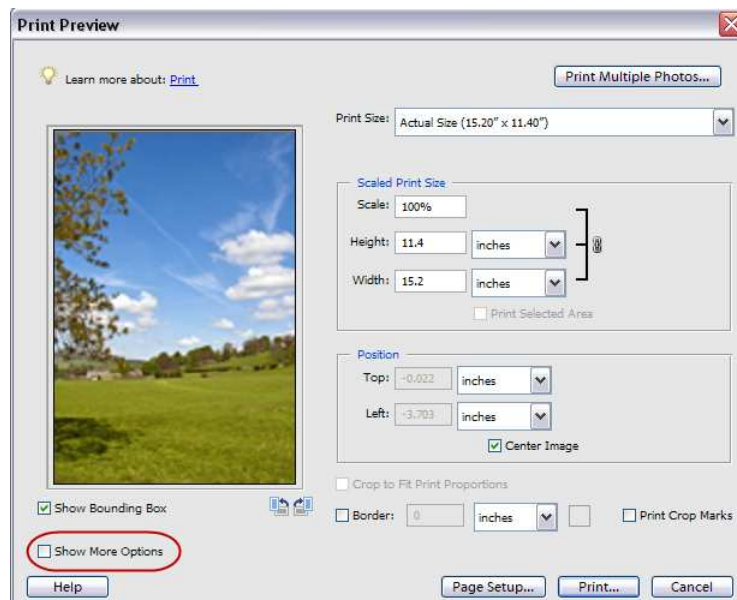 Print Preview
Learn more about: Print
Print Multiple Photos...
Print Size: Actual Size (15.20" x 11.40")
Scaled Print Size
Scale: 100%
Height: 11.4 inches
Width: 15.2 inches
Print Selected Area
Position
Top: -0.022 inches
Left: -3.703 inches
Center Image
Crop to Fit Print Proportions
Show Bounding Box
Border: 0 inches Print Crop Marks
Show More Options
Help Page Setup... Print... Cancel